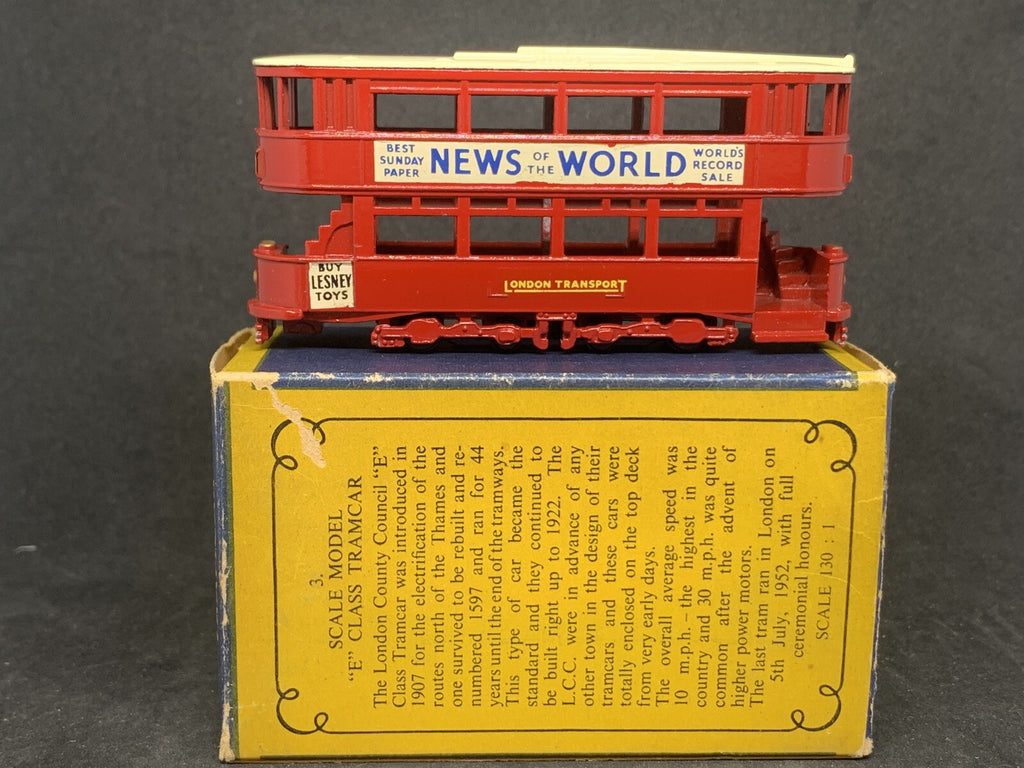 BEST
SUNDAY
PAPER
NEWS OF THE WORLD
WORLD'S
RECORD
SALE
BUY
LESNEY
TOYS
LONDON TRANSPORT
3.
SCALE MODEL
“E” CLASS TRAMCAR
The London County Council “E”
Class Tramcar was introduced in
1907 for the electrification of the
routes north of the Thames and
one survived to be rebuilt and re-
numbered 1597 and ran for 44
years until the end of the tramways.
This type of car became the
standard and they continued to
be built right up to 1922. The
L.C.C. were in advance of any
other town in the design of their
tramcars and these cars were
totally enclosed on the top deck
from very early days.
The overall average speed was
10 m.p.h. – the highest in the
country and 30 m.p.h. was quite
common after the advent of
higher power motors.
The last tram ran in London on
5th July, 1952, with full
ceremonial honours.
SCALE 130 : 1